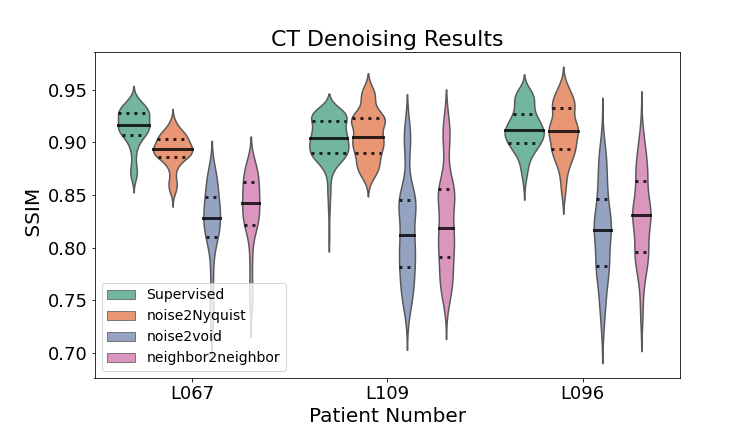 CT Denoising Results
SSIM
0.95
0.90
0.85
0.80
0.75
0.70
Supervised
noise2Nyquist
noise2void
neighbor2neighbor
L067
L109
L096
Patient Number